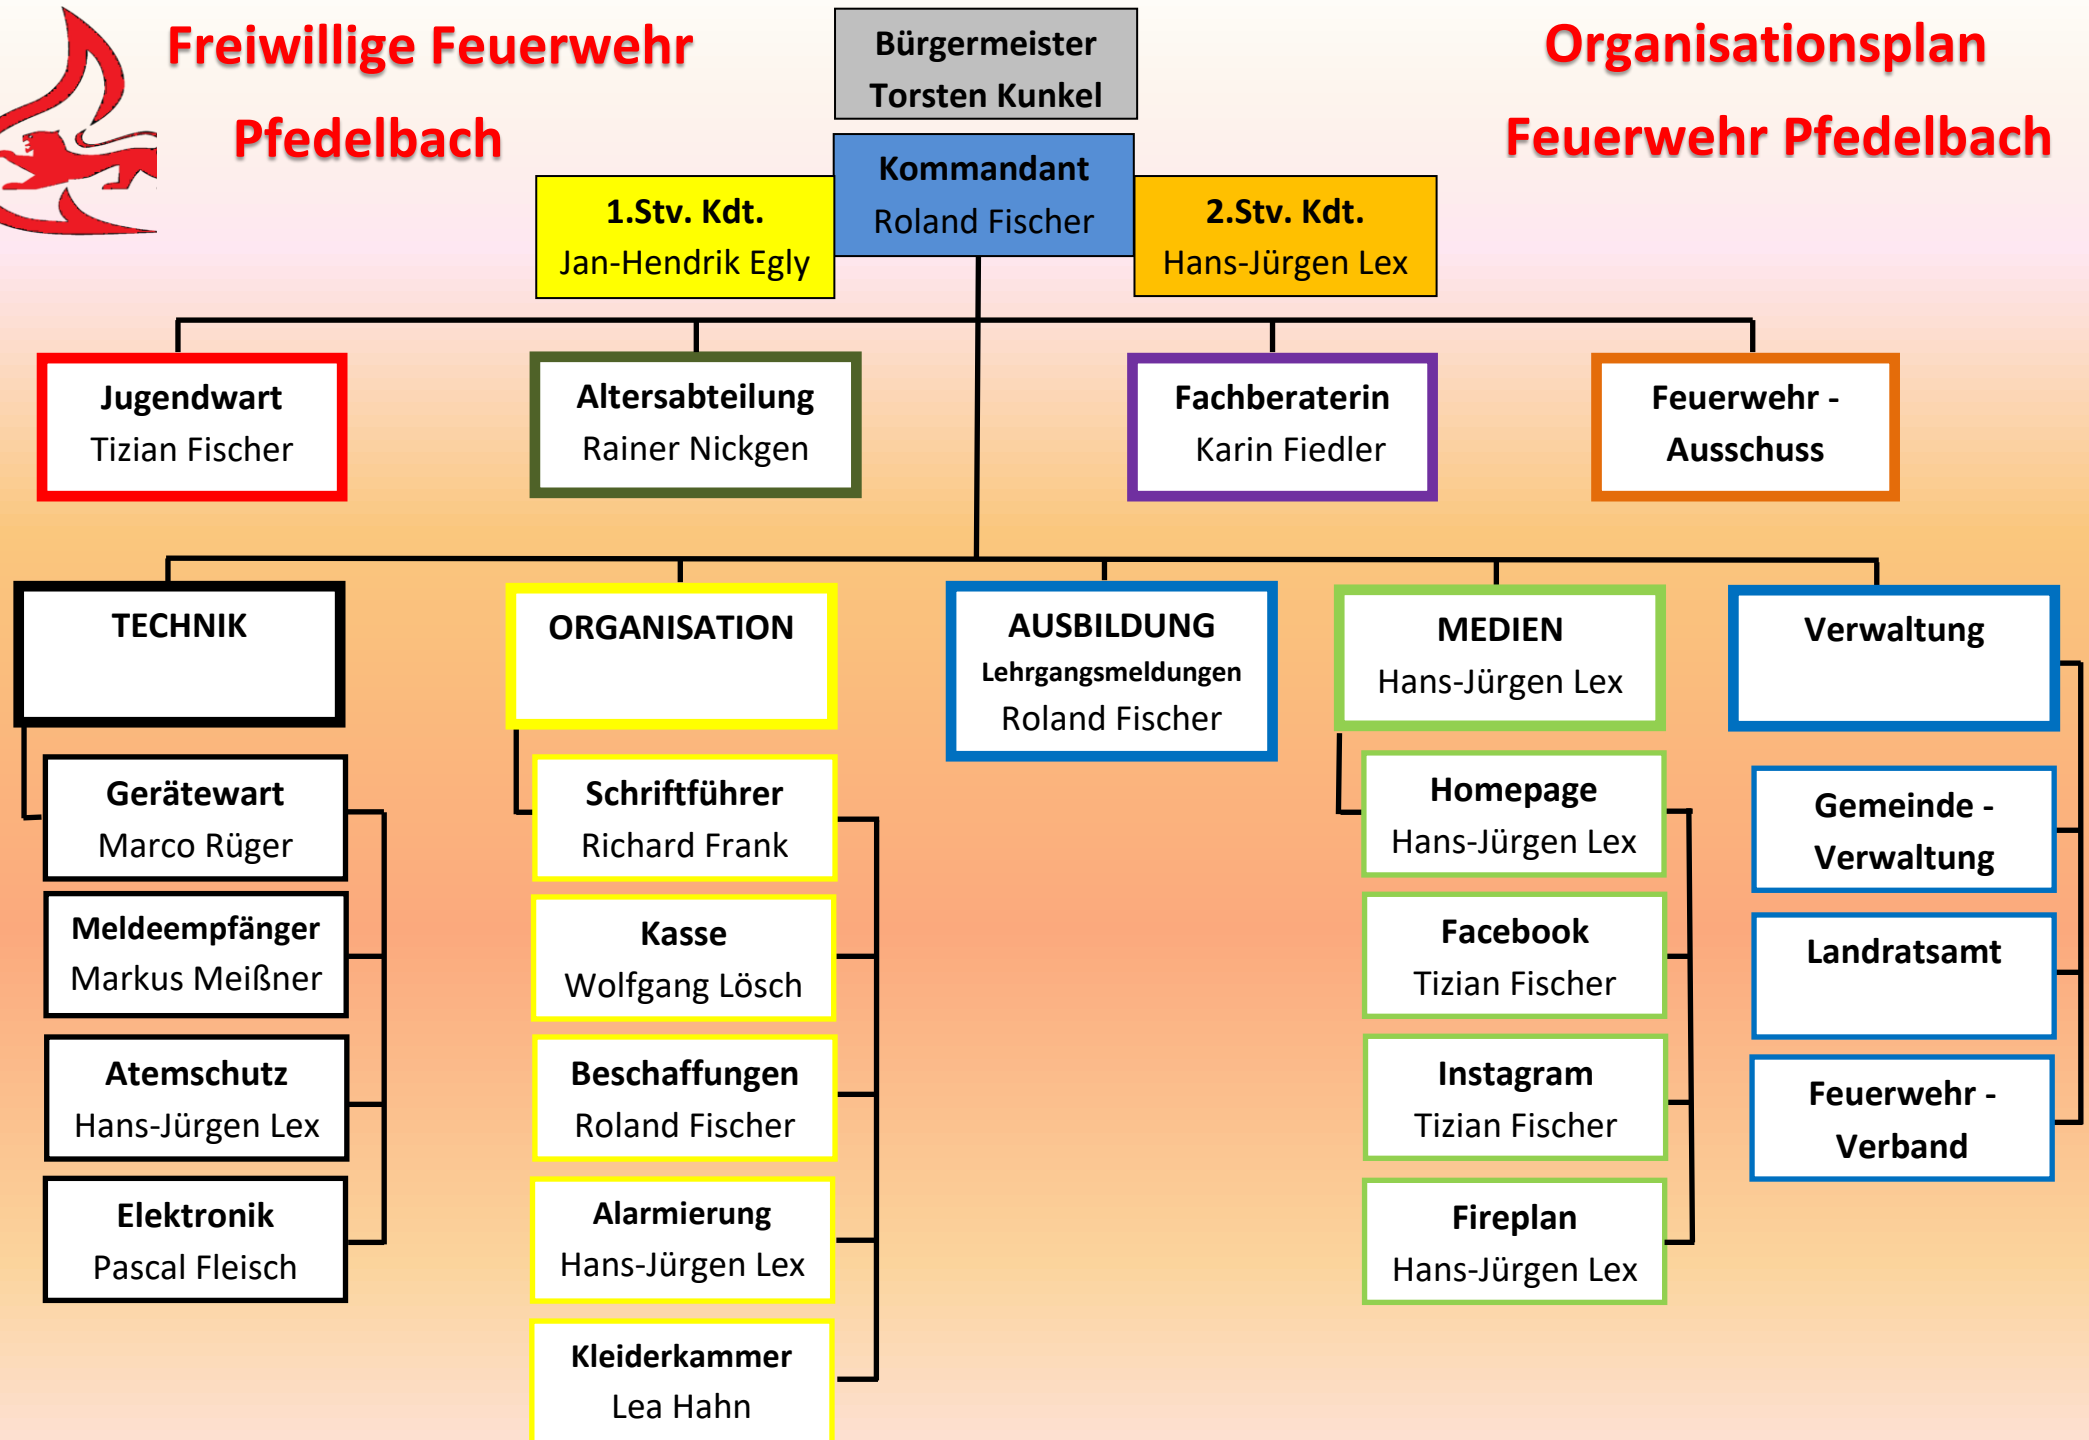 Freiwillige Feuerwehr
Pfedelbach
Bürgermeister
Torsten Kunkel
Organisationsplan
Feuerwehr Pfedelbach
Kommandant
Roland Fischer
1.Stv. Kdt.
Jan-Hendrik Egly
2.Stv. Kdt.
Hans-Jürgen Lex
Jugendwart
Tizian Fischer
Altersabteilung
Rainer Nickgen
Fachberaterin
Karin Fiedler
Feuerwehr -
Ausschuss
TECHNIK
ORGANISATION
AUSBILDUNG
Lehrgangsmeldungen
Roland Fischer
MEDIEN
Hans-Jürgen Lex
Verwaltung
Gerätewart
Marco Rüger
Meldeempfänger
Markus Meißner
Atemschutz
Hans-Jürgen Lex
Elektronik
Pascal Fleisch
Schriftführer
Richard Frank
Kasse
Wolfgang Lösch
Beschaffungen
Roland Fischer
Alarmierung
Hans-Jürgen Lex
Kleiderkammer
Lea Hahn
Homepage
Hans-Jürgen Lex
Facebook
Tizian Fischer
Instagram
Tizian Fischer
Fireplan
Hans-Jürgen Lex
Gemeinde -
Verwaltung
Landratsamt
Feuerwehr -
Verband